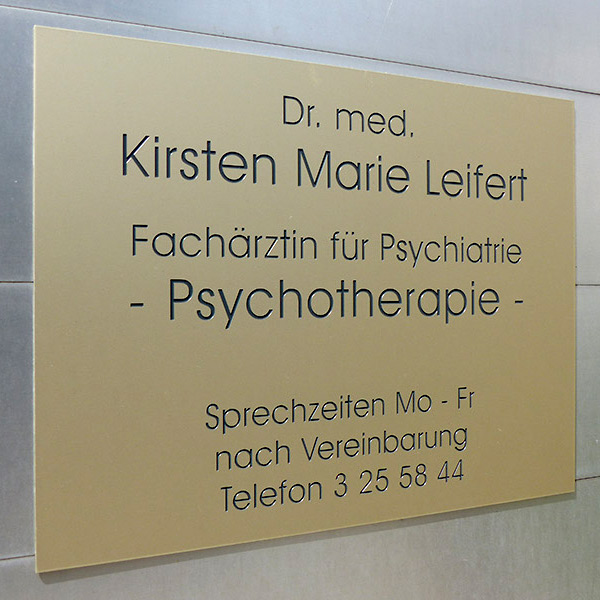 Dr. med.
Kirsten Marie Leifert
Fachärztin für Psychiatrie
- Psychotherapie -
Sprechzeiten Mo - Fr
nach Vereinbarung
Telefon 3 25 58 44